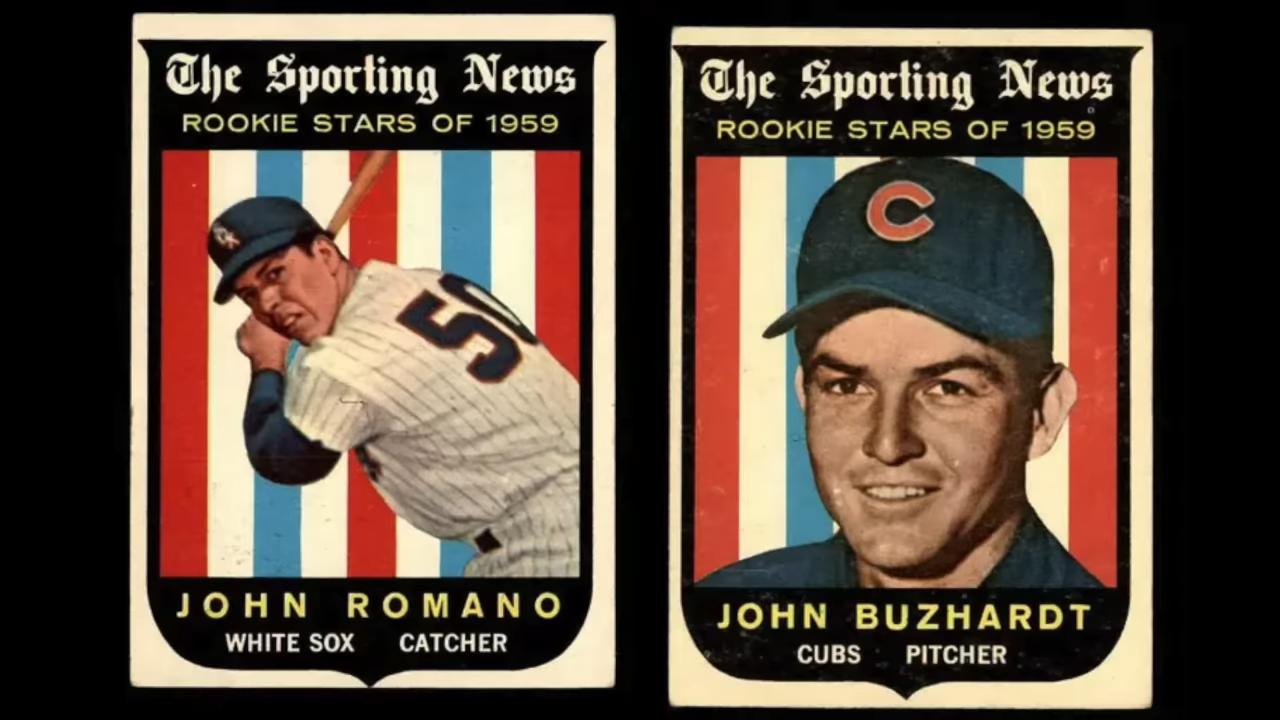 The Sporting News
ROOKIE STARS OF 1959
50
JOHN ROMANO
WHITE SOX CATCHER
The Sporting News
ROOKIE STARS OF 1959
C
JOHN BUZHARDT
CUBS PITCHER